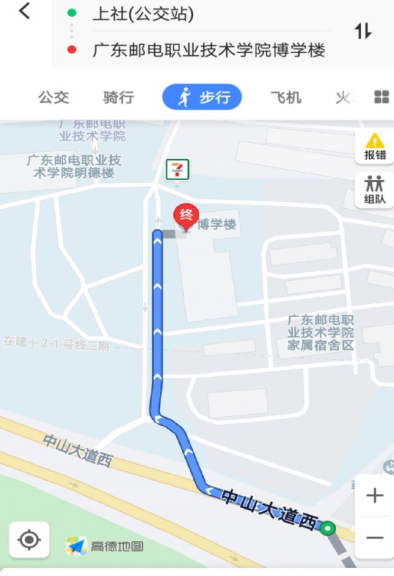 上社(公交站)
广东邮电职业技术学院博学楼
公交
骑行
步行
飞机
火
广东邮电职
业技术学院
报错
广东邮电职业技
术学院明德楼
组队
终
博学楼
广东邮电职
业技术学院
家属宿舍区
中山大道西
中山大道西
高德地图